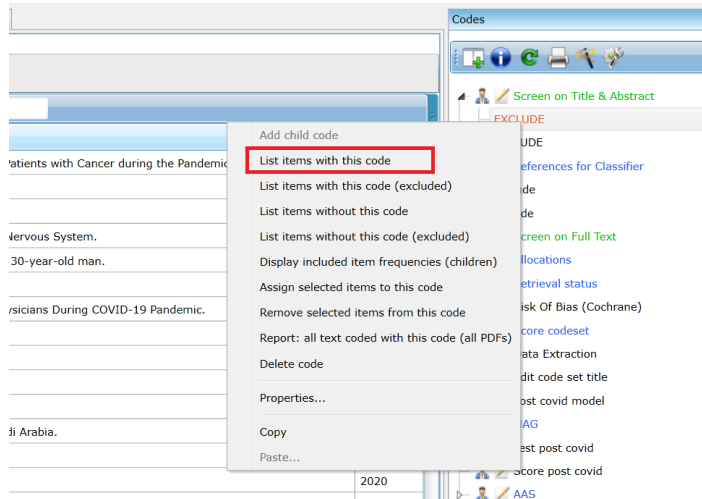 Codes
Screen on Title & Abstract
EXCLUDE
UDE
Patients with Cancer during the Pandemic
eferences for Classifier
de
de
Nervous System.
creen on Full Text
30-year-old man.
llocations
etrieval status
ysicians During COVID-19 Pandemic.
isk Of Bias (Cochrane)
core codeset
ata Extraction
dit code set title
ost covid model
di Arabia.
IAG
est post covid
Score post covid
2020
AAS
Add child code
List items with this code
List items with this code (excluded)
List items without this code
List items without this code (excluded)
Display included item frequencies (children)
Assign selected items to this code
Remove selected items from this code
Report: all text coded with this code (all PDFs)
Delete code
Properties...
Copy
Paste...